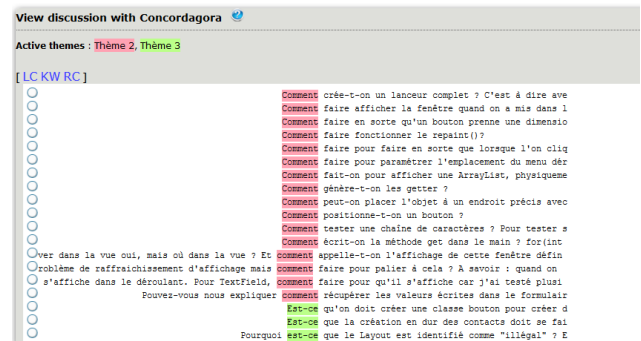 View discussion with Concordagora
Active themes : Thème 2, Thème 3
[ LC KW RC ]
Comment crée-t-on un lanceur complet ? C'est á dire ave
Comment faire afficher la fenêtre quand on a mis dans l
Comment faire en sorte qu'un bouton prenne une dimensio
Comment faire fonctionner le repaint()?
Comment faire pour faire en sorte que lorsque l'on cliq
Comment faire pour paramètrer l'emplacement du menu dér
Comment fait-on pour afficher une ArrayList, physiqueme
Comment génère-t-on les getter ?
Comment peut-on placer l'objet á un endroit précis avec
Comment positionne-t-on un bouton ?
Comment tester une chaîne de caractères ? Pour tester s
Comment écrit-on la méthode get dans le main ? for(int
ver dans la vue oui, mais où dans la vue ? Et comment appelle-t-on l'affichage de cette fenêtre défin
roblème de raffraichissement d'affichage mais comment faire pour palier á cela ? A savoir : quand on
s'affiche dans le déroulant. Pour TextField, comment faire pour qu'il s'affiche car j'ai testé plusi
Pouvez-vous nous expliquer comment récupérer les valeurs écrites dans le formulair
Est-ce qu'on doit créer une classe bouton pour créer d
Est-ce que la création en dur des contacts doit se fai
Pourquoi est-ce que le Layout est identifié comme "illégal" ? E